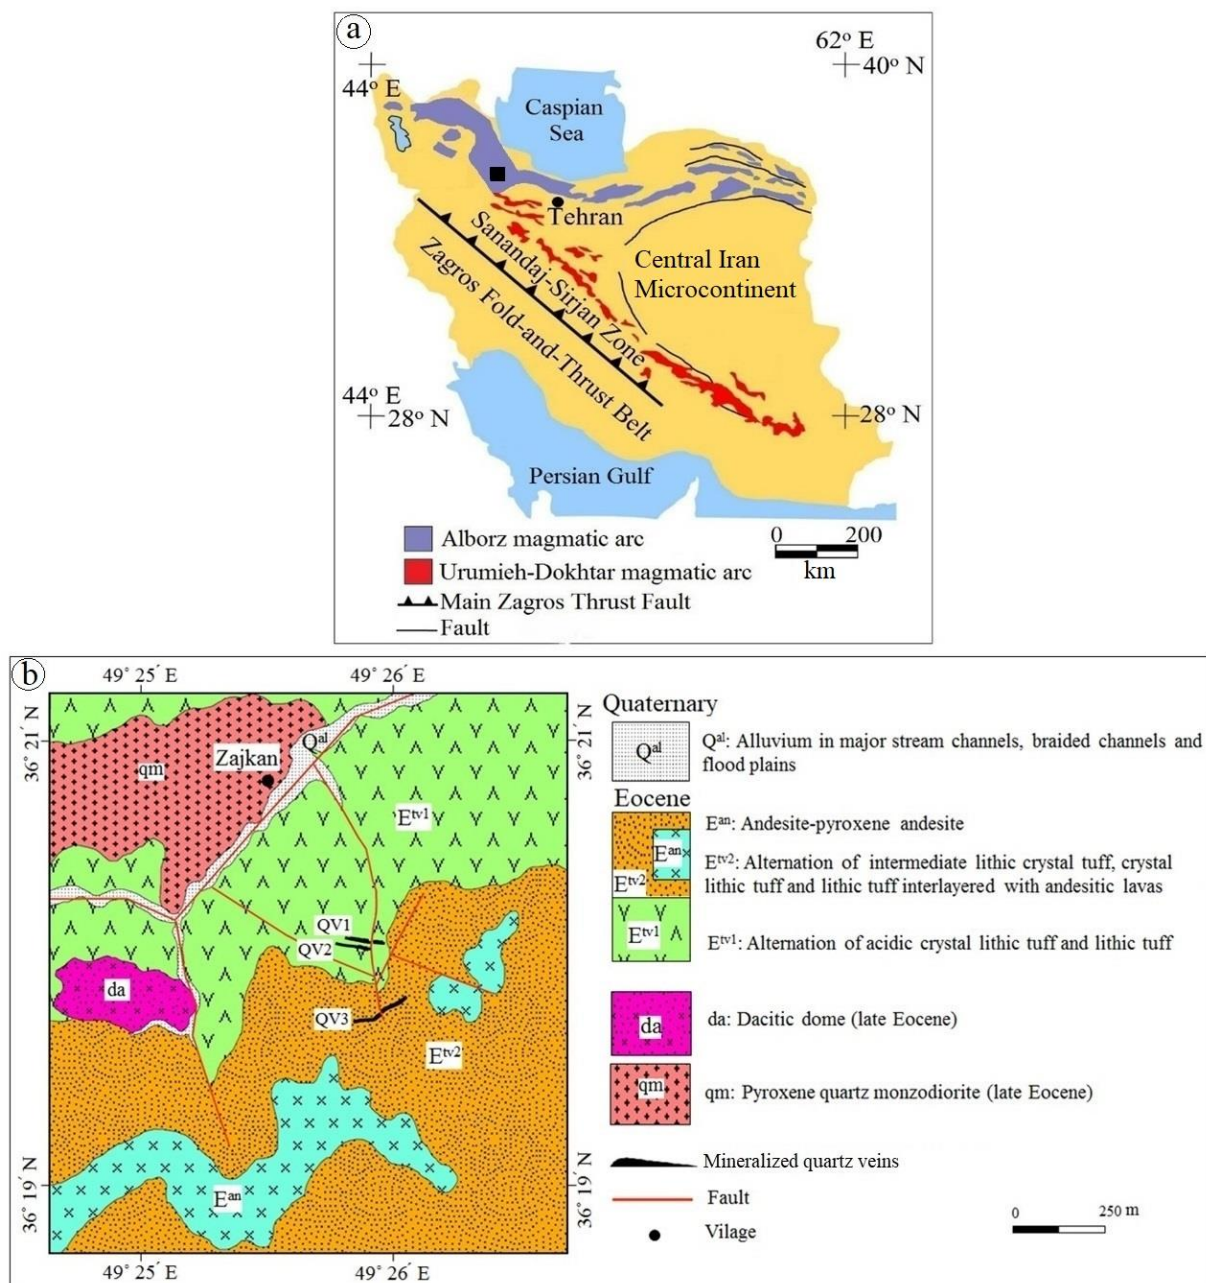 a
62° E
40° N
44° E
Caspian
Sea
Tehran
Sanandaj-Sirjan Zone
Central Iran
Microcontinent
Zagros Fold-and-Thrust Belt
44° E
28° N
28° N
Persian Gulf
Alborz magmatic arc
0 200
km
Urumieh-Dokhtar magmatic arc
Main Zagros Thrust Fault
Fault
b
49° 25′ E 49° 26′ E
36° 21′ N
36° 21′ N
Qal
Zajkan
qm
Etv1
QV1
QV2
da
QV3
Etv2
Ean
36° 19′ N
36° 19′ N
49° 25′ E 49° 26′ E
Quaternary
Qal
Qal: Alluvium in major stream channels, braided channels and
flood plains
Eocene
Ean
Ean: Andesite-pyroxene andesite
Etv2
Etv2: Alternation of intermediate lithic crystal tuff, crystal
lithic tuff and lithic tuff interlayered with andesitic lavas
Etv1
Etv1: Alternation of acidic crystal lithic tuff and lithic tuff
da
da: Dacitic dome (late Eocene)
qm
qm: Pyroxene quartz monzodiorite (late Eocene)
Mineralized quartz veins
Fault
Vilage
0 250 m